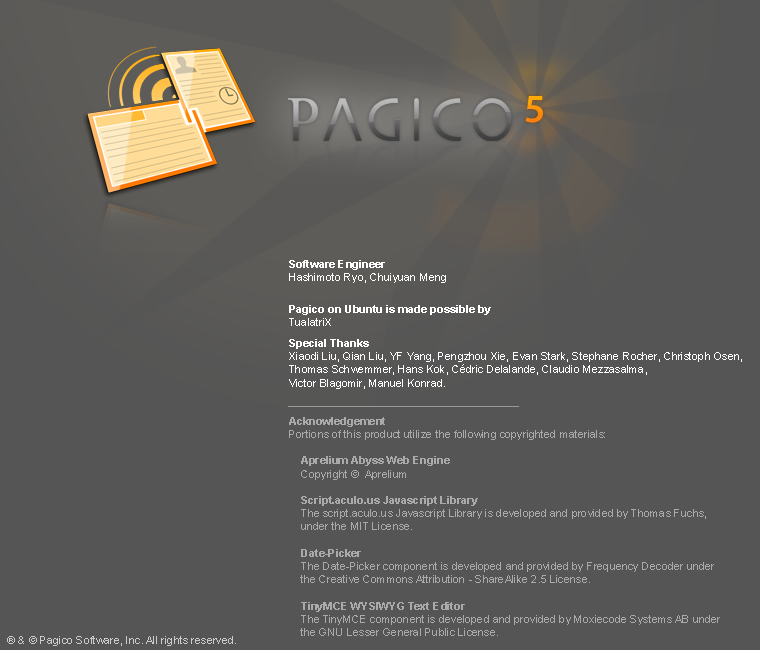 PAGICO 5
Software Engineer
Hashimoto Ryo, Chuiyuan Meng
Pagico on Ubuntu is made possible by
TualatriX
Special Thanks
Xiaodi Liu, Qian Liu, YF Yang, Pengzhou Xie, Evan Stark, Stephane Rocher, Christoph Osen,
Thomas Schwemmer, Hans Kok, Cédric Delalande, Claudio Mezzasalma,
Victor Blagomir, Manuel Konrad.
Acknowledgement
Portions of this product utilize the following copyrighted materials:
Aprelium Abyss Web Engine
Copyright © Aprelium
Script.aculo.us Javascript Library
The script.aculo.us Javascript Library is developed and provided by Thomas Fuchs,
under the MIT License.
Date-Picker
The Date-Picker component is developed and provided by Frequency Decoder under
the Creative Commons Attribution - ShareAlike 2.5 License.
TinyMCE WYSIWYG Text Editor
The TinyMCE component is developed and provided by Moxiecode Systems AB under
the GNU Lesser General Public License.
® & © Pagico Software, Inc. All rights reserved.